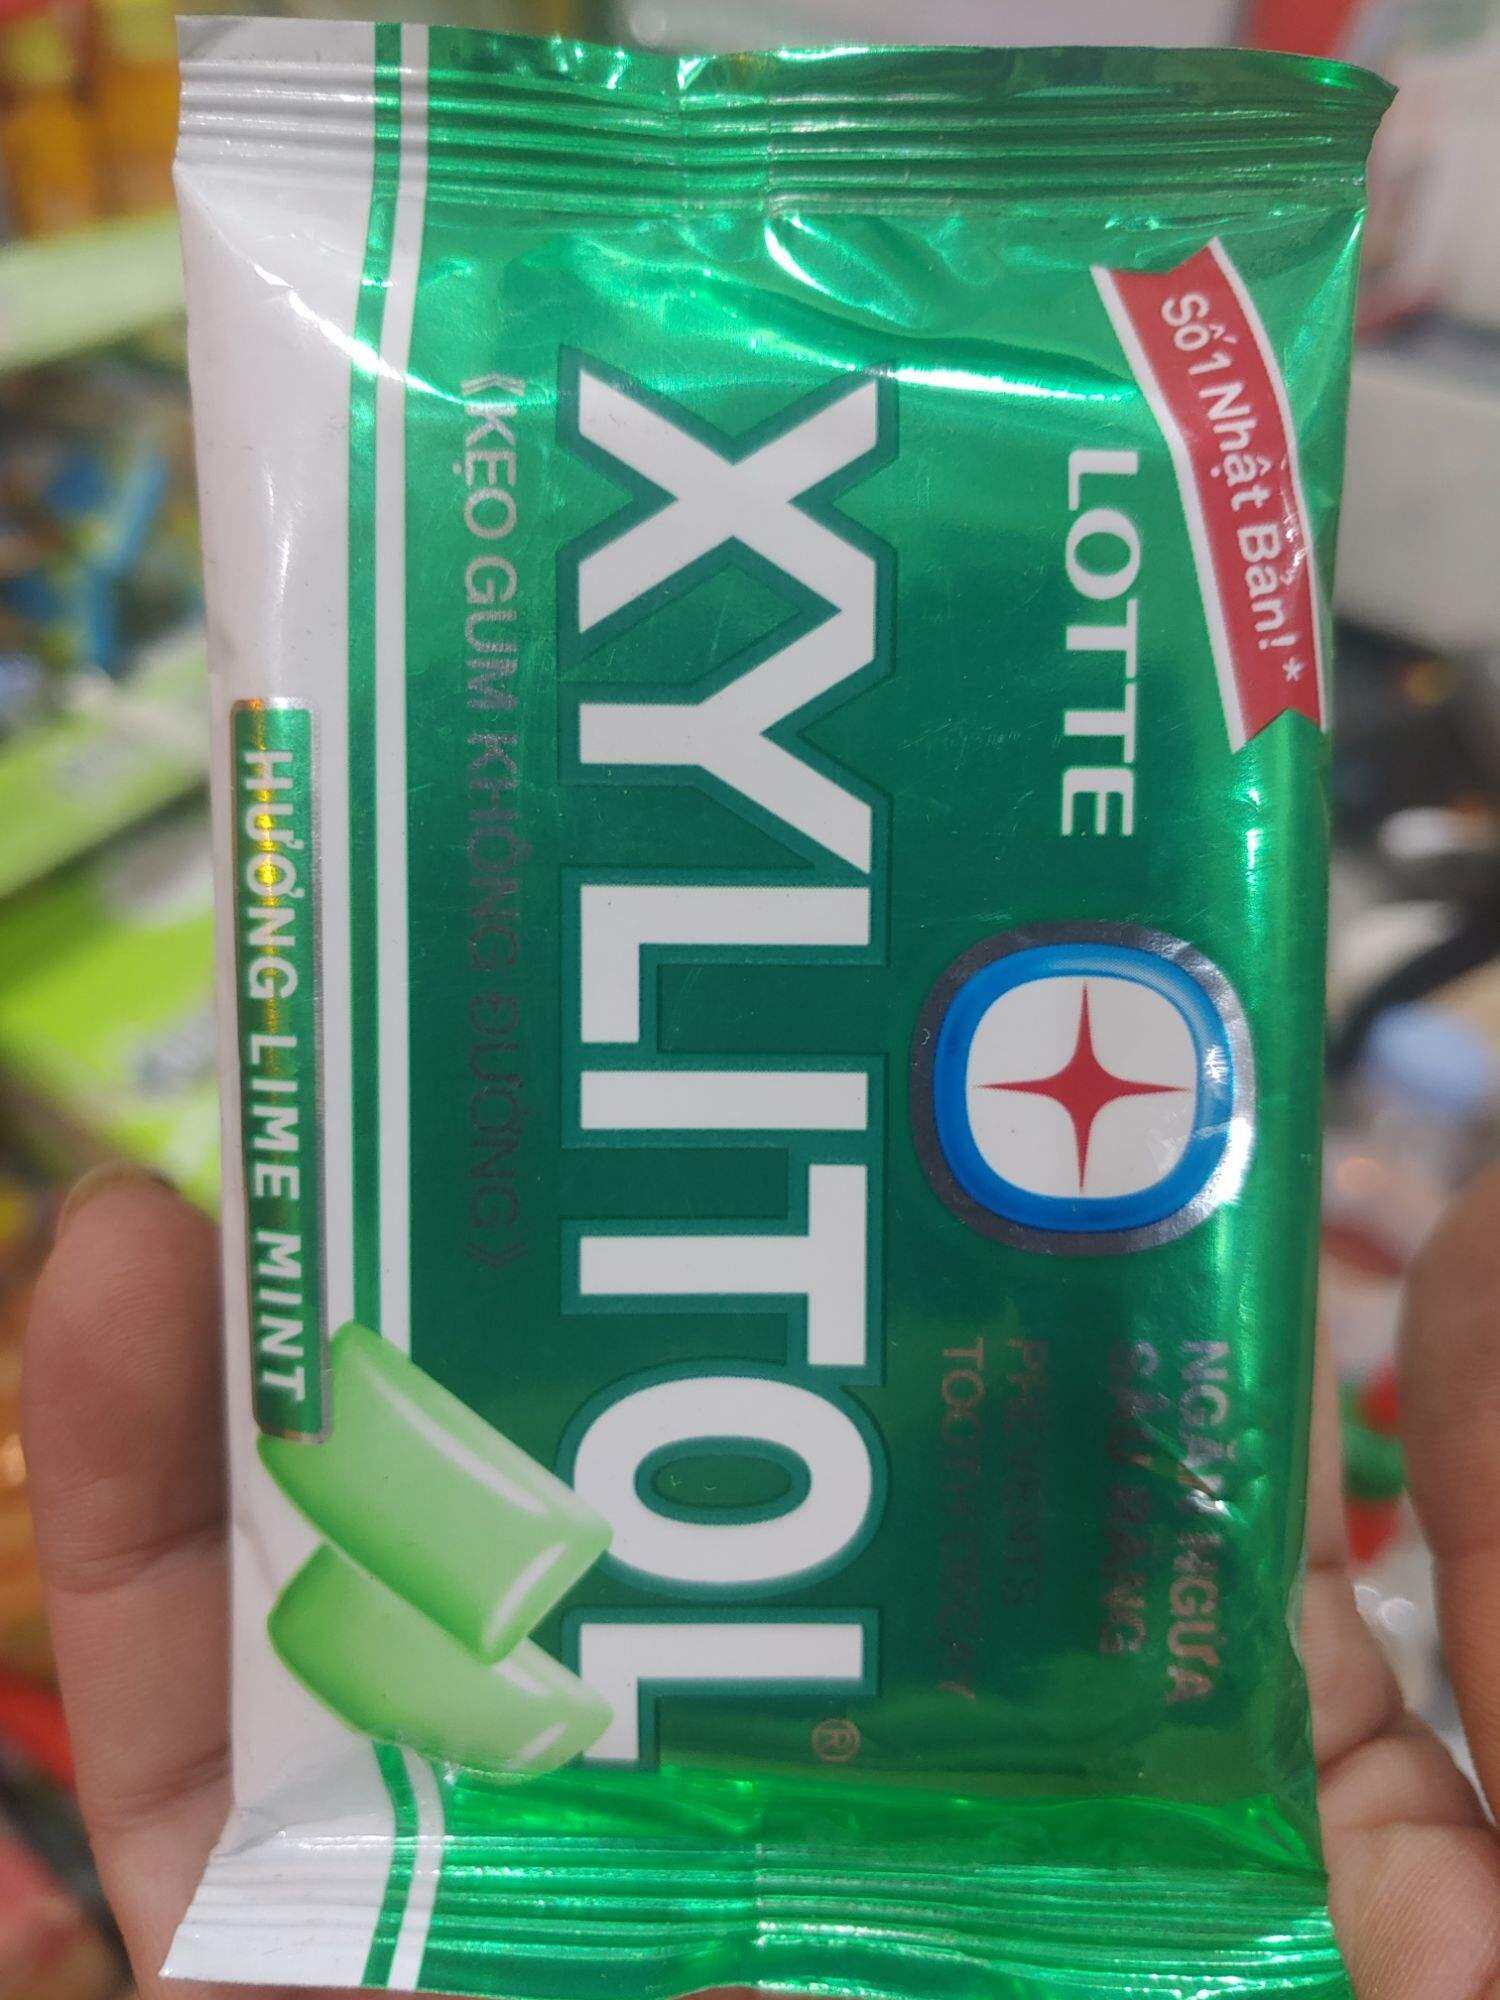 Số 1 Nhật Bản! *
LOTTE
NGĂN NGỪA
SÂU RĂNG
PREVENTS
TOOTH DECAY
XYLITOL®
《KẸO GUM KHÔNG ĐƯỜNG》
HƯƠNG LIME MINT